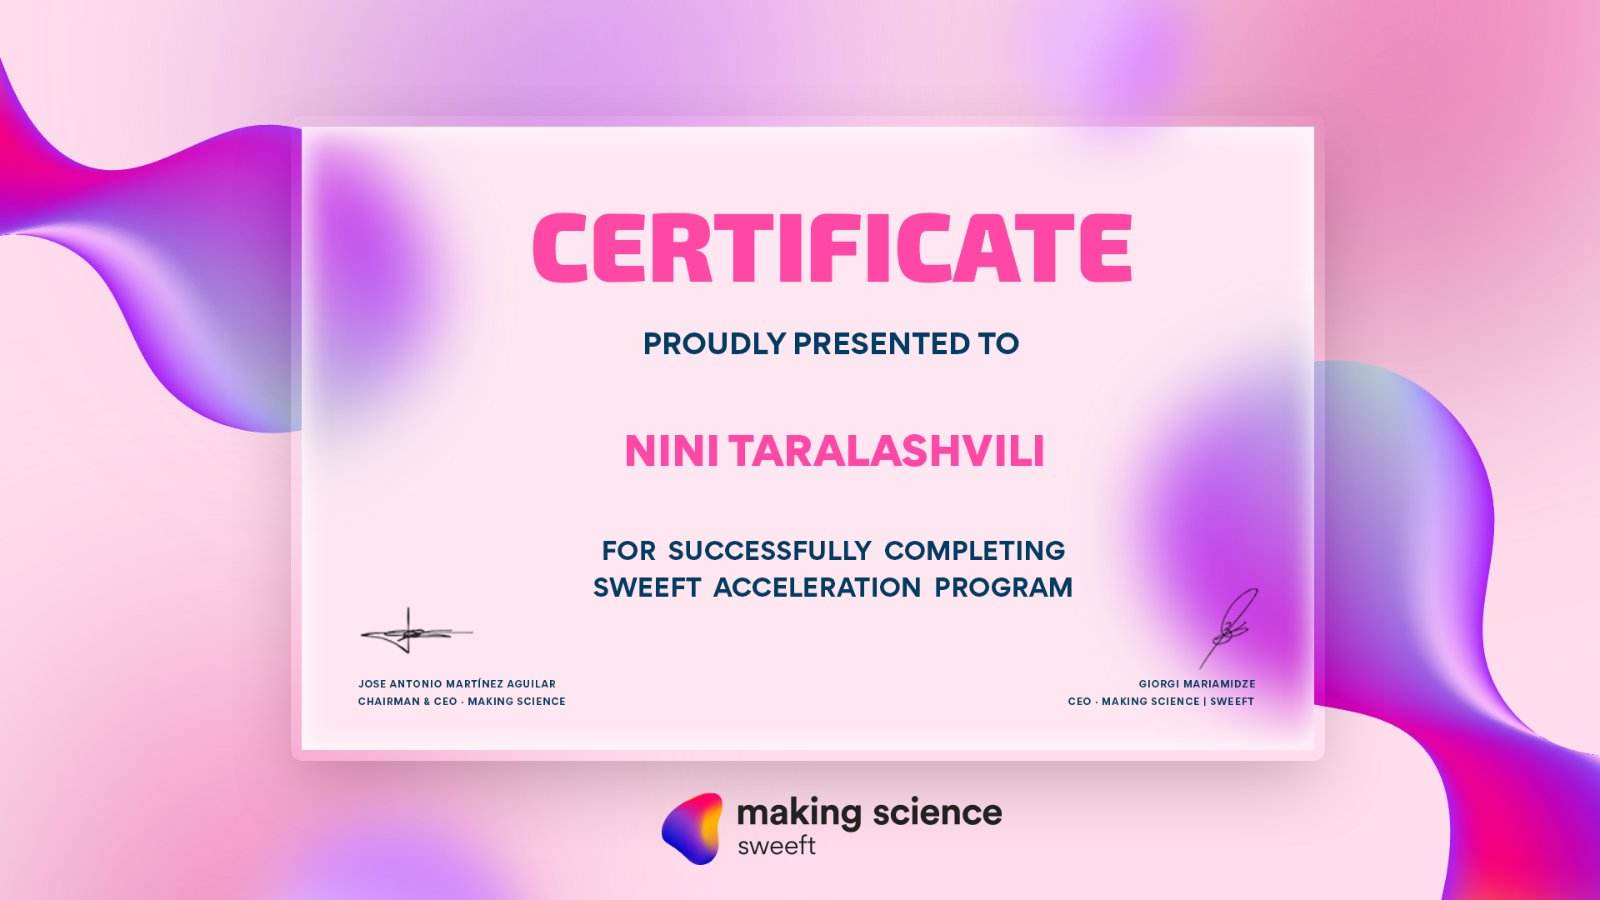 CERTIFICATE
PROUDLY PRESENTED TO
NINI TARALASHVILI
FOR SUCCESSFULLY COMPLETING
SWEEFT ACCELERATION PROGRAM
JOSE ANTONIO MARTÍNEZ AGUILAR
CHAIRMAN & CEO · MAKING SCIENCE
GIORGI MARIAMIDZE
CEO · MAKING SCIENCE | SWEEFT
making science
sweeft